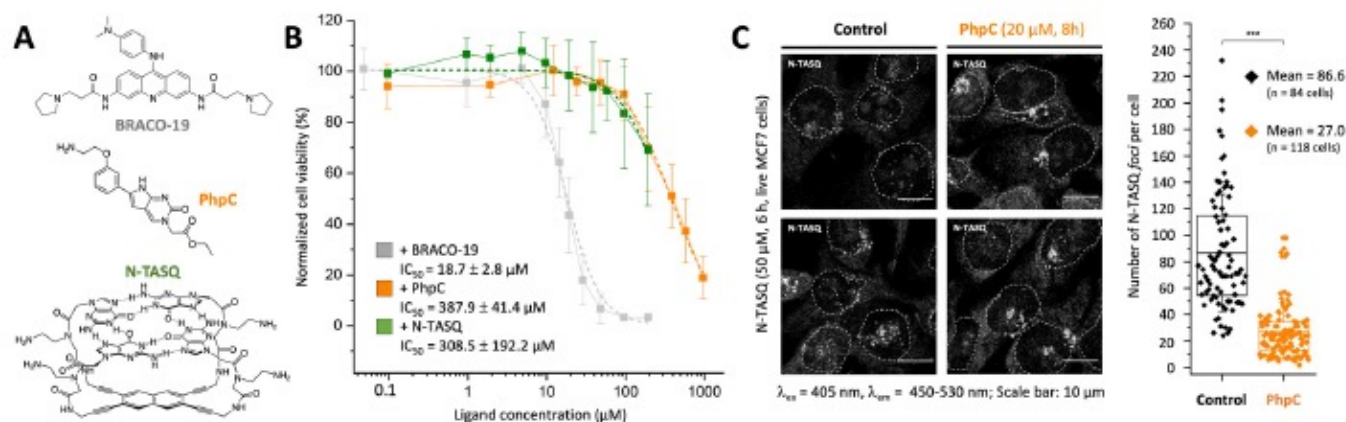 A
BRACO-19
PhpC
N-TASQ
B
Normalized cell viability (%)
120
100
80
60
40
20
0
+ BRACO-19
IC50 = 18.7 ± 2.8 μM
+ PhpC
IC50 = 387.9 ± 41.4 μM
+ N-TASQ
IC50 = 308.5 ± 192.2 μM
0.1
1
10
100
1000
Ligand concentration (μM)
C
Control
PhpC (20 μM, 8h)
N-TASQ (50 μM, 6 h, live MCF7 cells)
N-TASQ
N-TASQ
N-TASQ
N-TASQ
λex = 405 nm, λem = 450-530 nm; Scale bar: 10 μm
Number of N-TASQ foci per cell
260
240
220
200
180
160
140
120
100
80
60
40
20
0
***
Mean = 86.6
(n = 84 cells)
Mean = 27.0
(n = 118 cells)
Control
PhpC